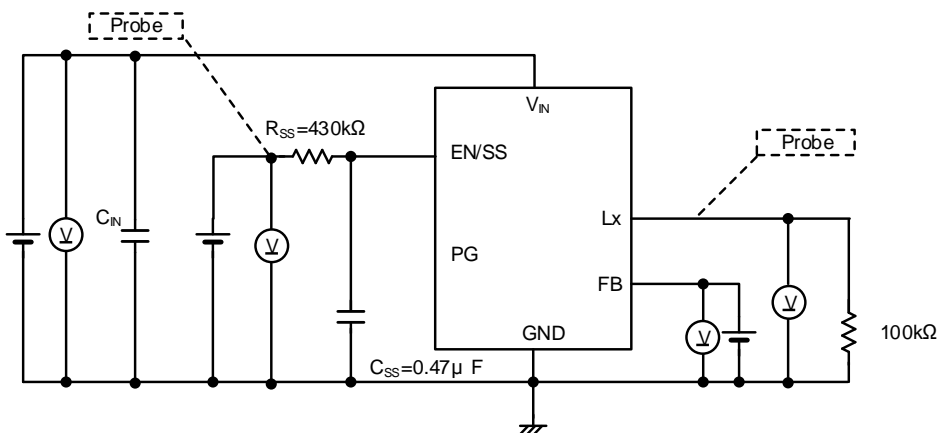 Probe
VIN
RSS=430kΩ
EN/SS
Probe
CIN
V
V
Lx
PG
FB
V
V
GND
100kΩ
CSS=0.47μ F